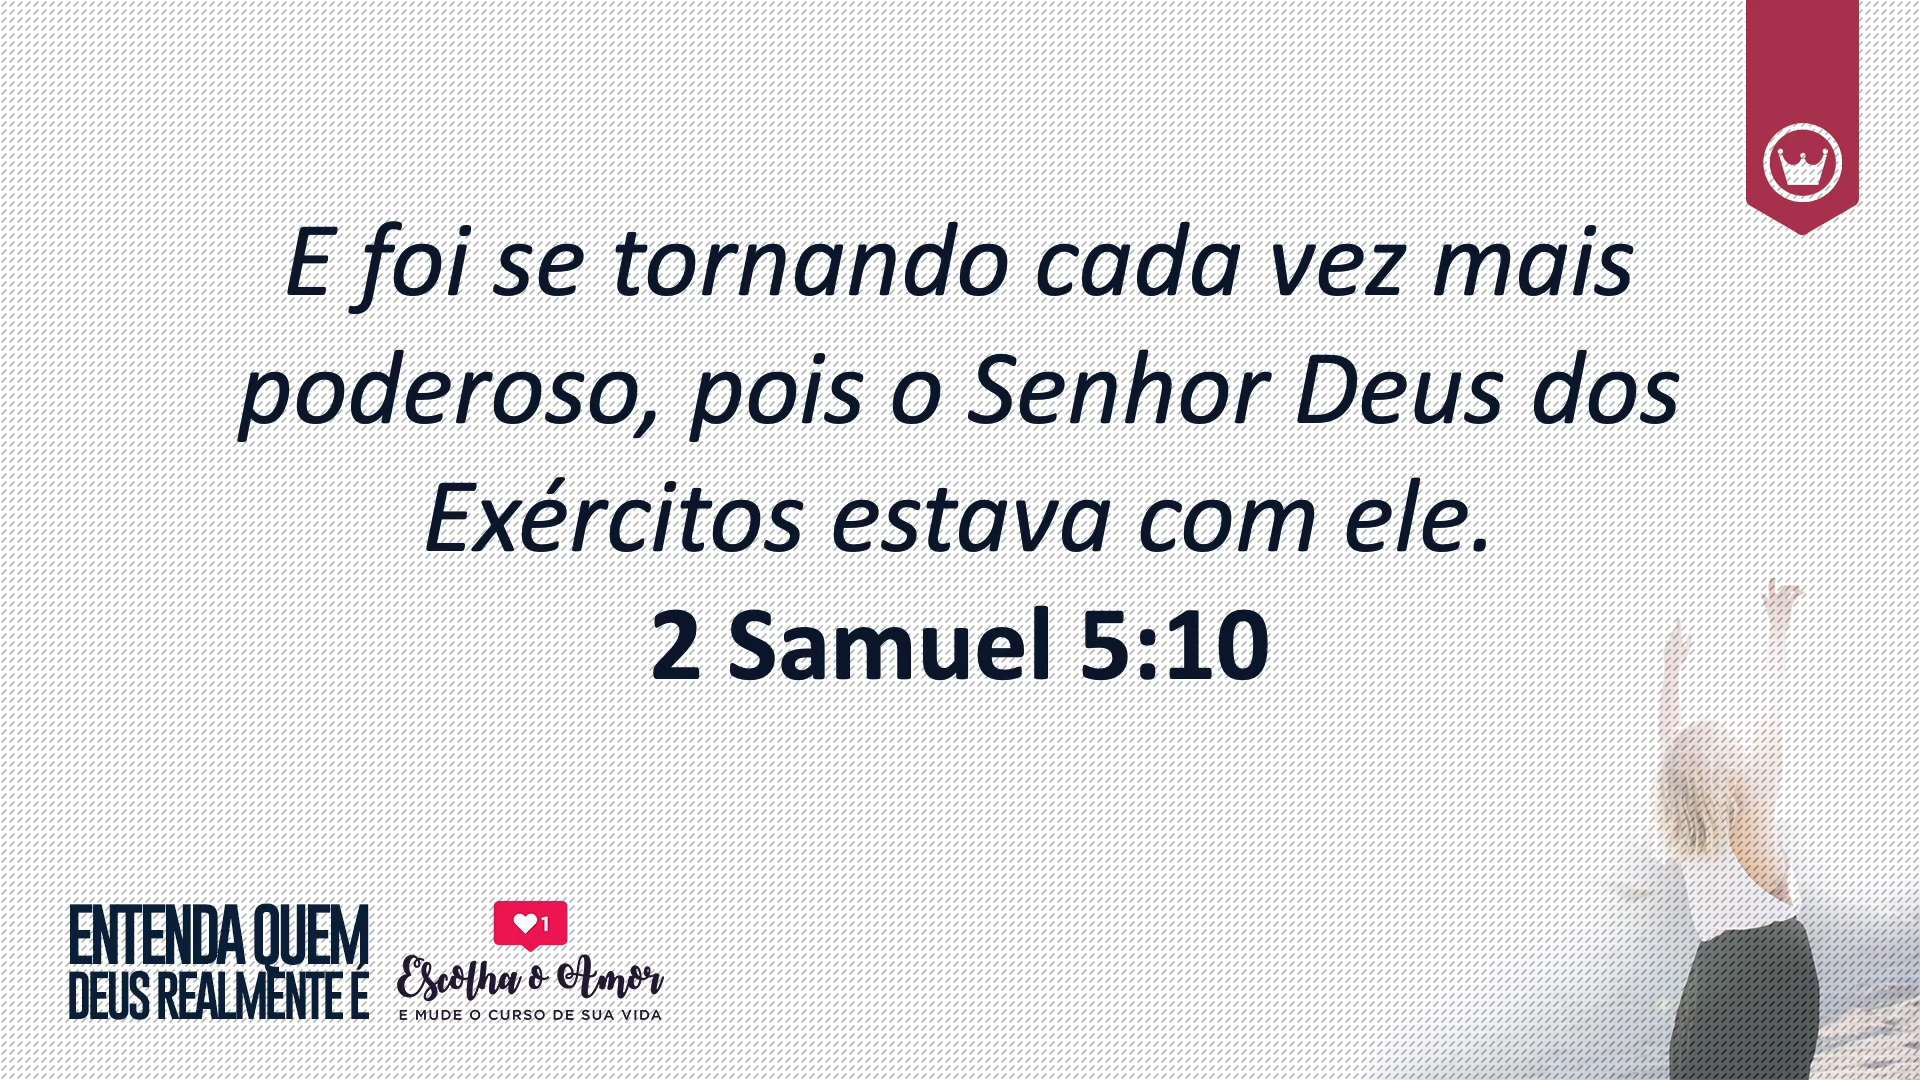 E foi se tornando cada vez mais
poderoso, pois o Senhor Deus dos
Exércitos estava com ele.
2 Samuel 5:10
ENTENDA QUEM
DEUS REALMENTE É
1
Escolha o Amor
E MUDE O CURSO DE SUA VIDA